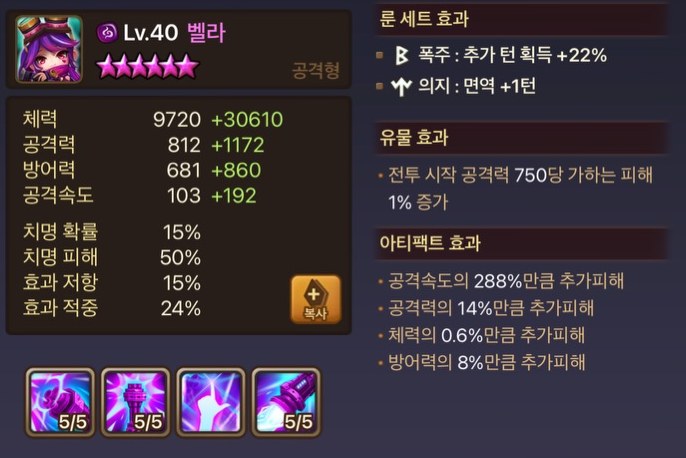 Lv.40 벨라
공격형
체력 9720 +30610
공격력 812 +1172
방어력 681 +860
공격속도 103 +192
치명 확률 15%
치명 피해 50%
효과 저항 15%
효과 적중 24%
복사
5/5 5/5 5/5
룬 세트 효과
폭주 : 추가 턴 획득 +22%
의지 : 면역 +1턴
유물 효과
전투 시작 공격력 750당 가하는 피해
1% 증가
아티팩트 효과
공격속도의 288%만큼 추가피해
공격력의 14%만큼 추가피해
체력의 0.6%만큼 추가피해
방어력의 8%만큼 추가피해